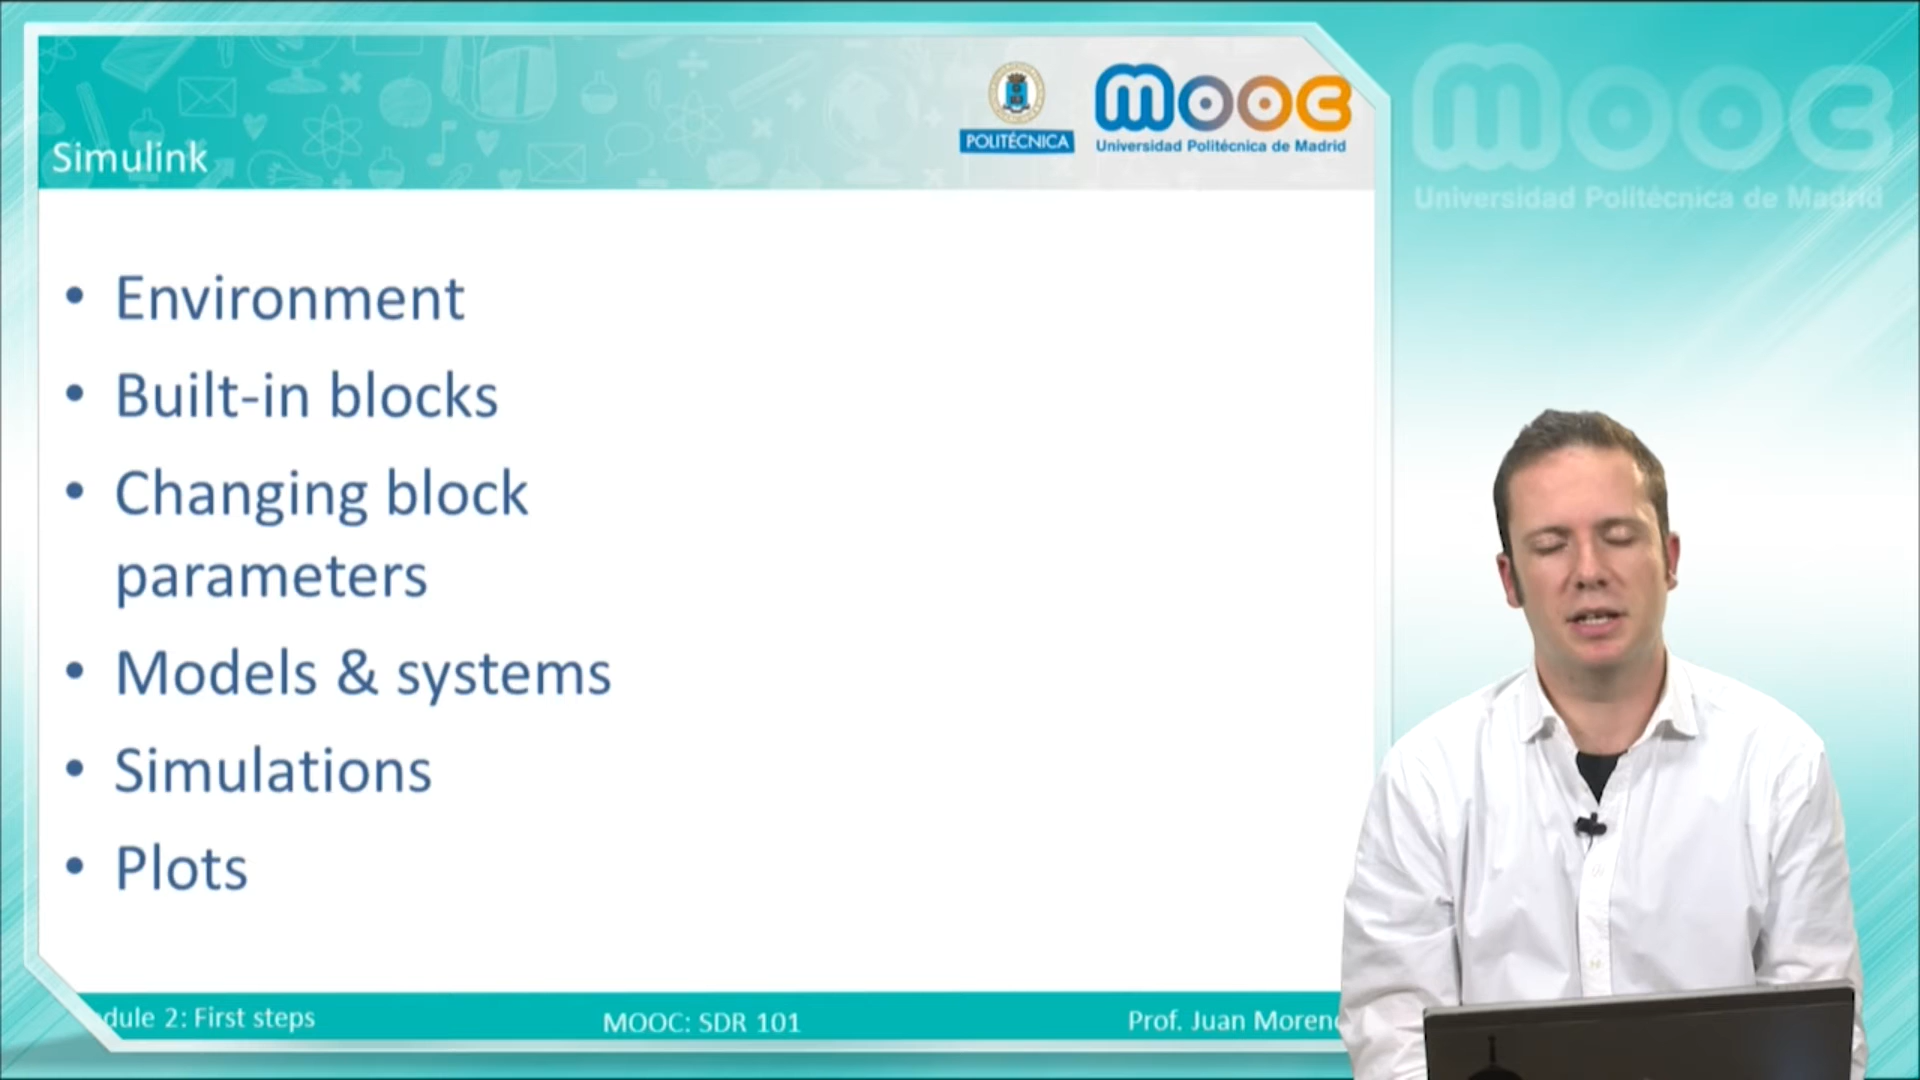 Simulink
POLITÉCNICA
mooc
Universidad Politécnica de Madrid
mooc
Universidad Politécnica de Madrid
• Environment
• Built-in blocks
• Changing block
parameters
• Models & systems
• Simulations
• Plots
dule 2: First steps
MOOC: SDR 101
Prof. Juan Moreno